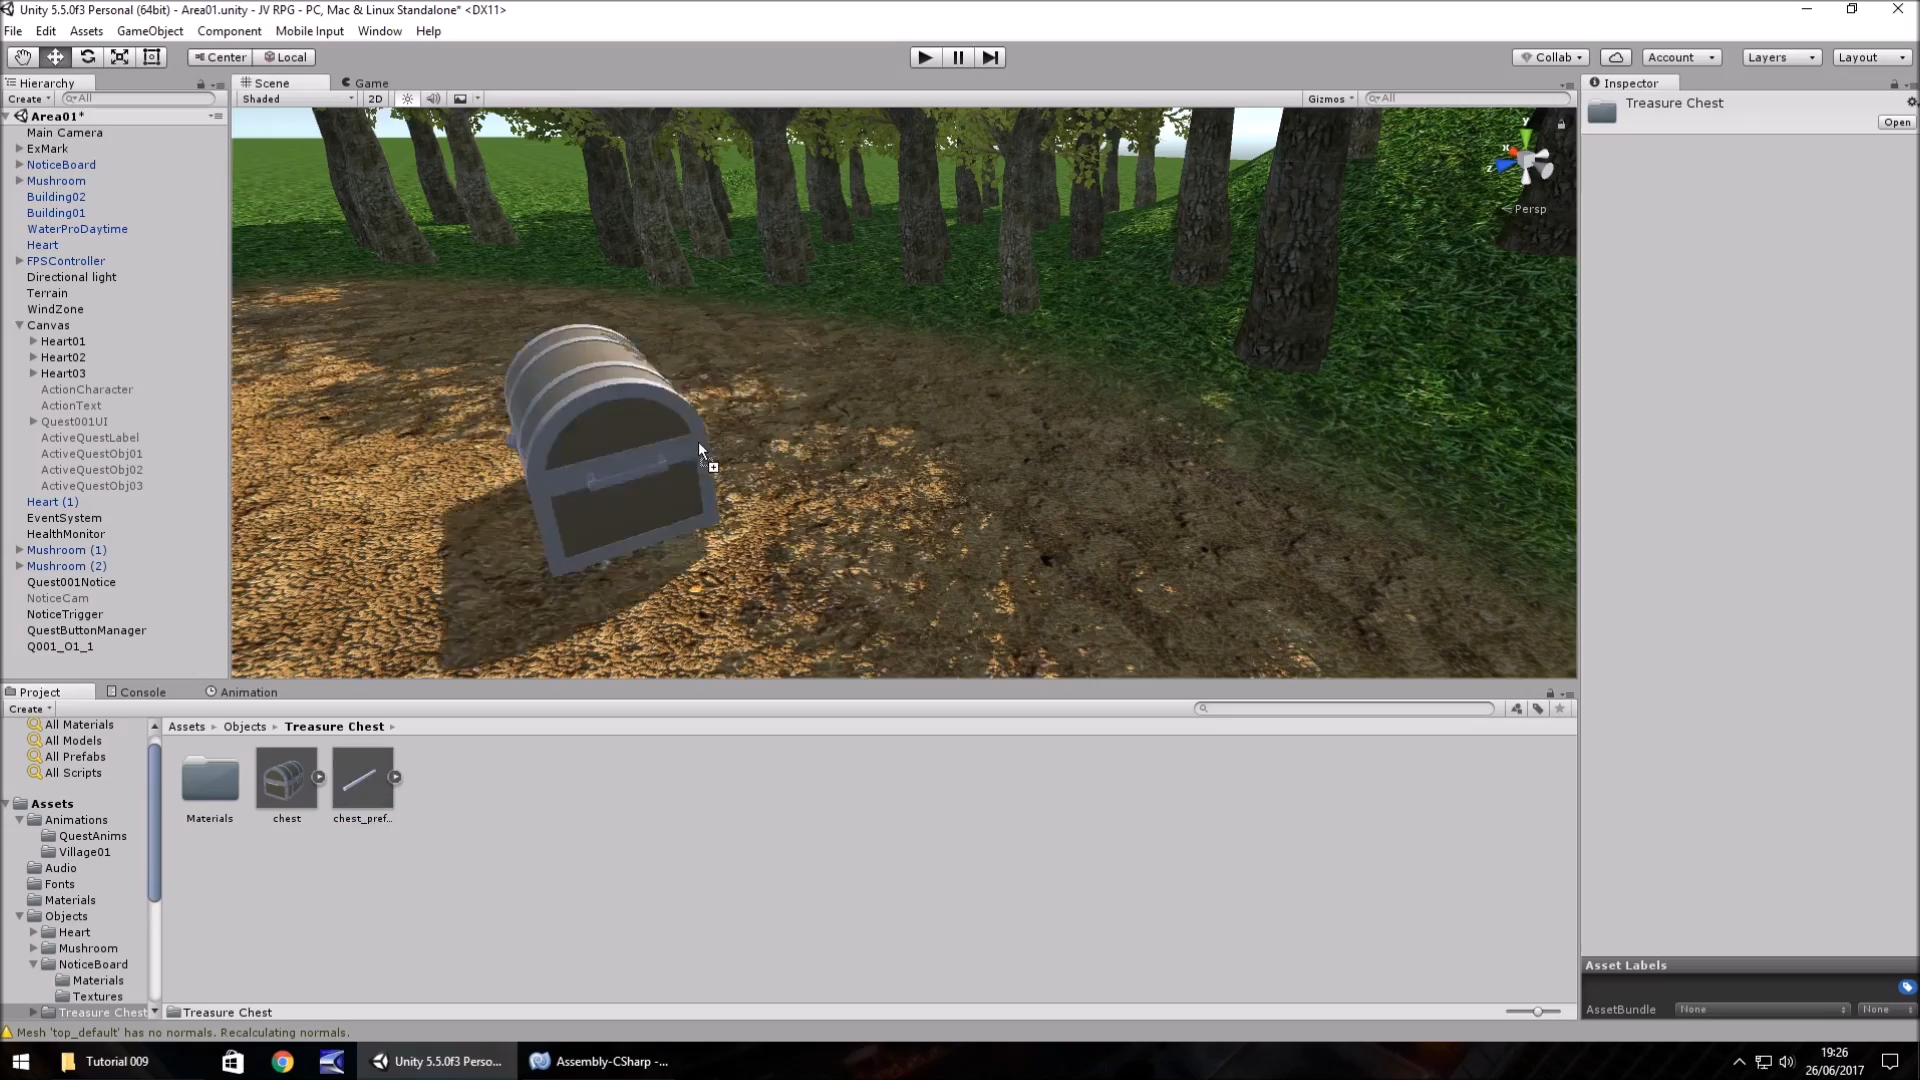 Unity 5.5.0f3 Personal (64bit) - Area01.unity - JV RPG - PC, Mac & Linux Standalone* <DX11>
File Edit Assets GameObject Component Mobile Input Window Help
Center Local Collab Account Layers Layout
Hierarchy
Create All
Area01*
Main Camera
ExMark
NoticeBoard
Mushroom
Building02
Building01
WaterProDaytime
Heart
FPSController
Directional light
Terrain
WindZone
Canvas
Heart01
Heart02
Heart03
ActionCharacter
ActionText
Quest001UI
ActiveQuestLabel
ActiveQuestObj01
ActiveQuestObj02
ActiveQuestObj03
Heart (1)
EventSystem
HealthMonitor
Mushroom (1)
Mushroom (2)
Quest001Notice
NoticeCam
NoticeTrigger
QuestButtonManager
Q001_O1_1
Scene Game
Shaded 2D Gizmos All
y
x
z
Persp
Inspector
Treasure Chest
Open
Project Console Animation
Create
All Materials
All Models
All Prefabs
All Scripts
Assets
Animations
QuestAnims
Village01
Audio
Fonts
Materials
Objects
Heart
Mushroom
NoticeBoard
Materials
Textures
Treasure Chest
Assets Objects Treasure Chest
Materials chest chest_pref...
Treasure Chest
Asset Labels
AssetBundle None None
Mesh 'top_default' has no normals. Recalculating normals.
Tutorial 009 Unity 5.5.0f3 Perso... Assembly-CSharp -...
19:26
26/06/2017